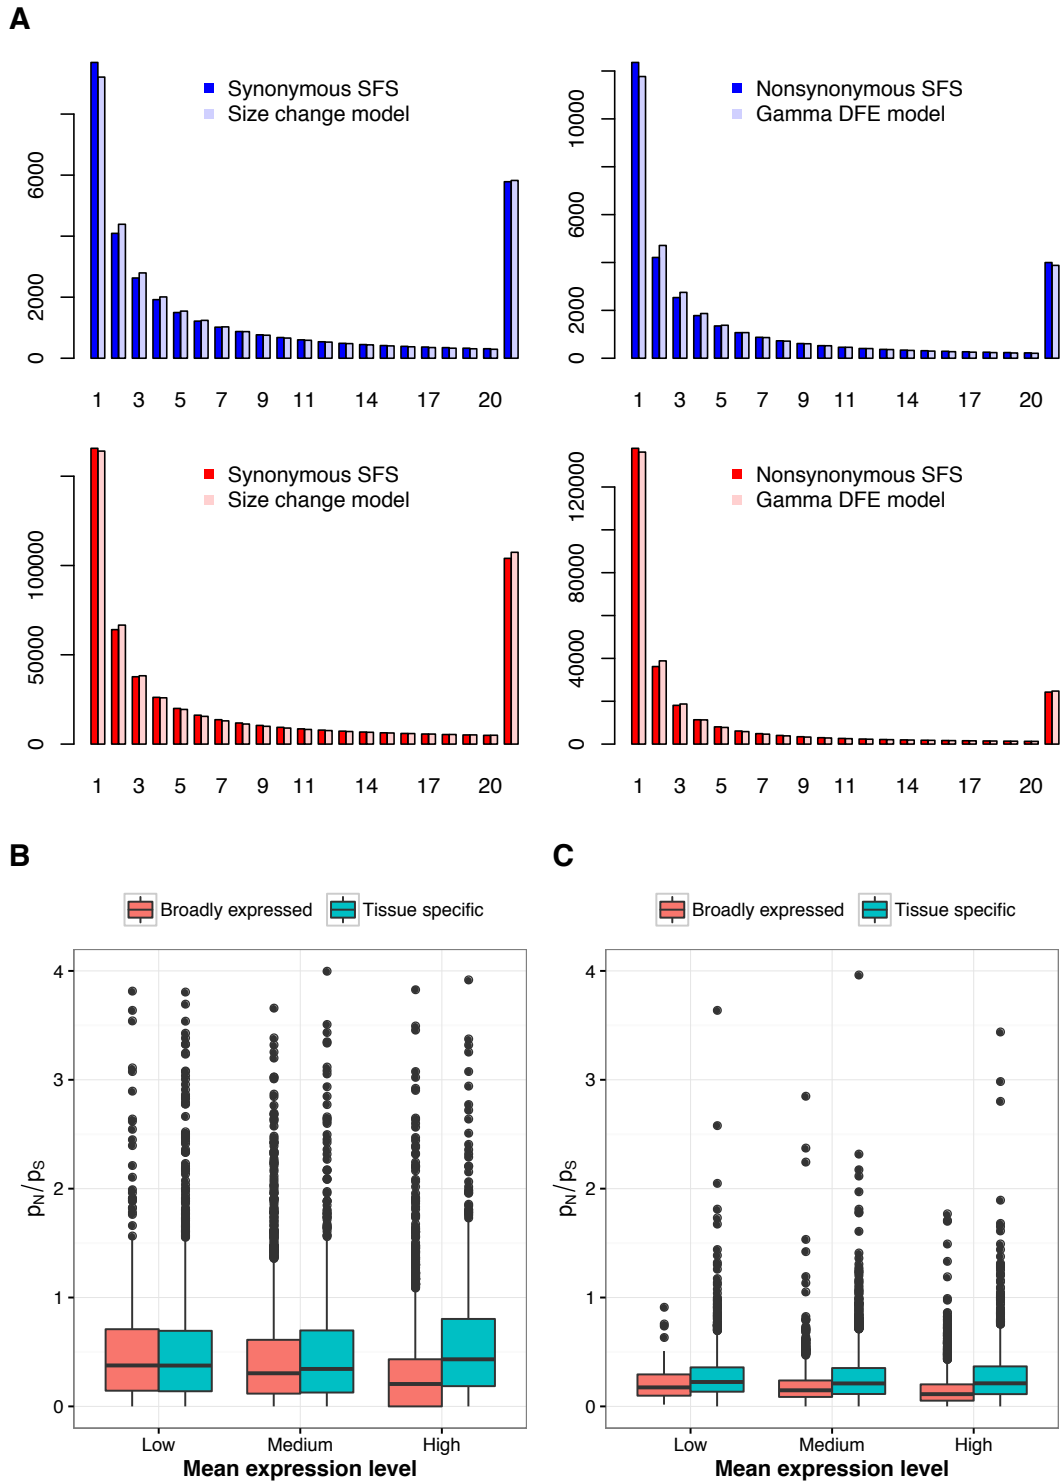 A
Synonymous SFS
Size change model
0
2000
6000
1 3 5 7 9 11 14 17 20
Nonsynonymous SFS
Gamma DFE model
0
2000
6000
10000
1 3 5 7 9 11 14 17 20
Synonymous SFS
Size change model
0
50000
100000
1 3 5 7 9 11 14 17 20
Nonsynonymous SFS
Gamma DFE model
0
40000
80000
120000
1 3 5 7 9 11 14 17 20
B
Broadly expressed Tissue specific
4
3
2
1
0
pN/pS
Low Medium High
Mean expression level
C
Broadly expressed Tissue specific
4
3
2
1
0
pN/pS
Low Medium High
Mean expression level